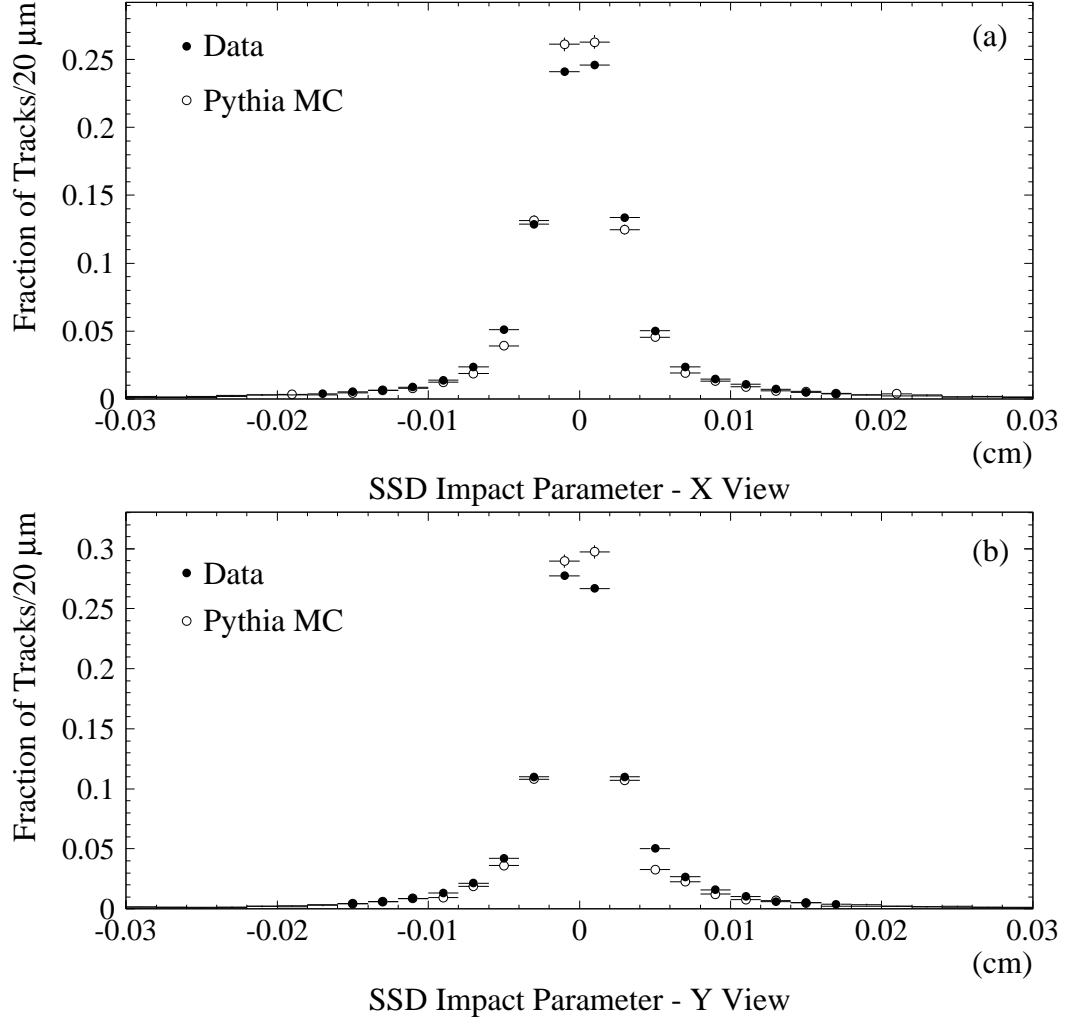 (a)
Data
Pythia MC
Fraction of Tracks/20 μm
0.25
0.2
0.15
0.1
0.05
0
-0.03 -0.02 -0.01 0 0.01 0.02 0.03
(cm)
SSD Impact Parameter - X View
(b)
Data
Pythia MC
Fraction of Tracks/20 μm
0.3
0.25
0.2
0.15
0.1
0.05
0
-0.03 -0.02 -0.01 0 0.01 0.02 0.03
(cm)
SSD Impact Parameter - Y View